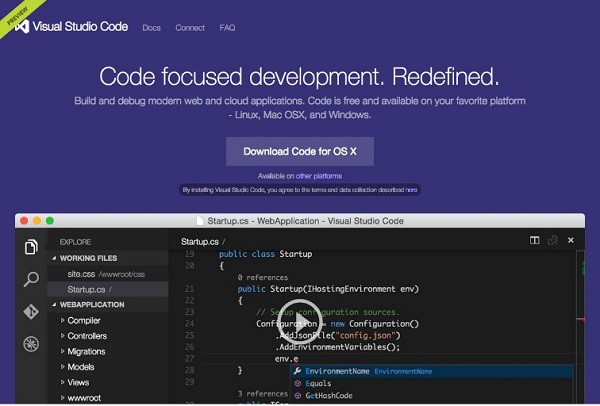 PREVIEW
Visual Studio Code Docs Connect FAQ
Code focused development. Redefined.
Build and debug modern web and cloud applications. Code is free and available on your favorite platform
- Linux, Mac OSX, and Windows.
Download Code for OS X
Available on other platforms
By installing Visual Studio Code, you agree to the terms and data collection described here
Startup.cs - WebApplication - Visual Studio Code
EXPLORE
WORKING FILES
site.css /wwwroot/css
Startup.cs /
WEBAPPLICATION
Compiler
Controllers
Migrations
Models
Views
wwwroot
Startup.cs /
19 public class Startup
20 {
0 references
21 public Startup(IHostingEnvironment env)
22 {
23 // Setup configuration sources.
24 Configuration = new Configuration()
25 .AddJsonFile("config.json")
26 .AddEnvironmentVariables();
27 env.e
28 }
29
3 references
EnvironmentName EnvironmentName
Equals
GetHashCode